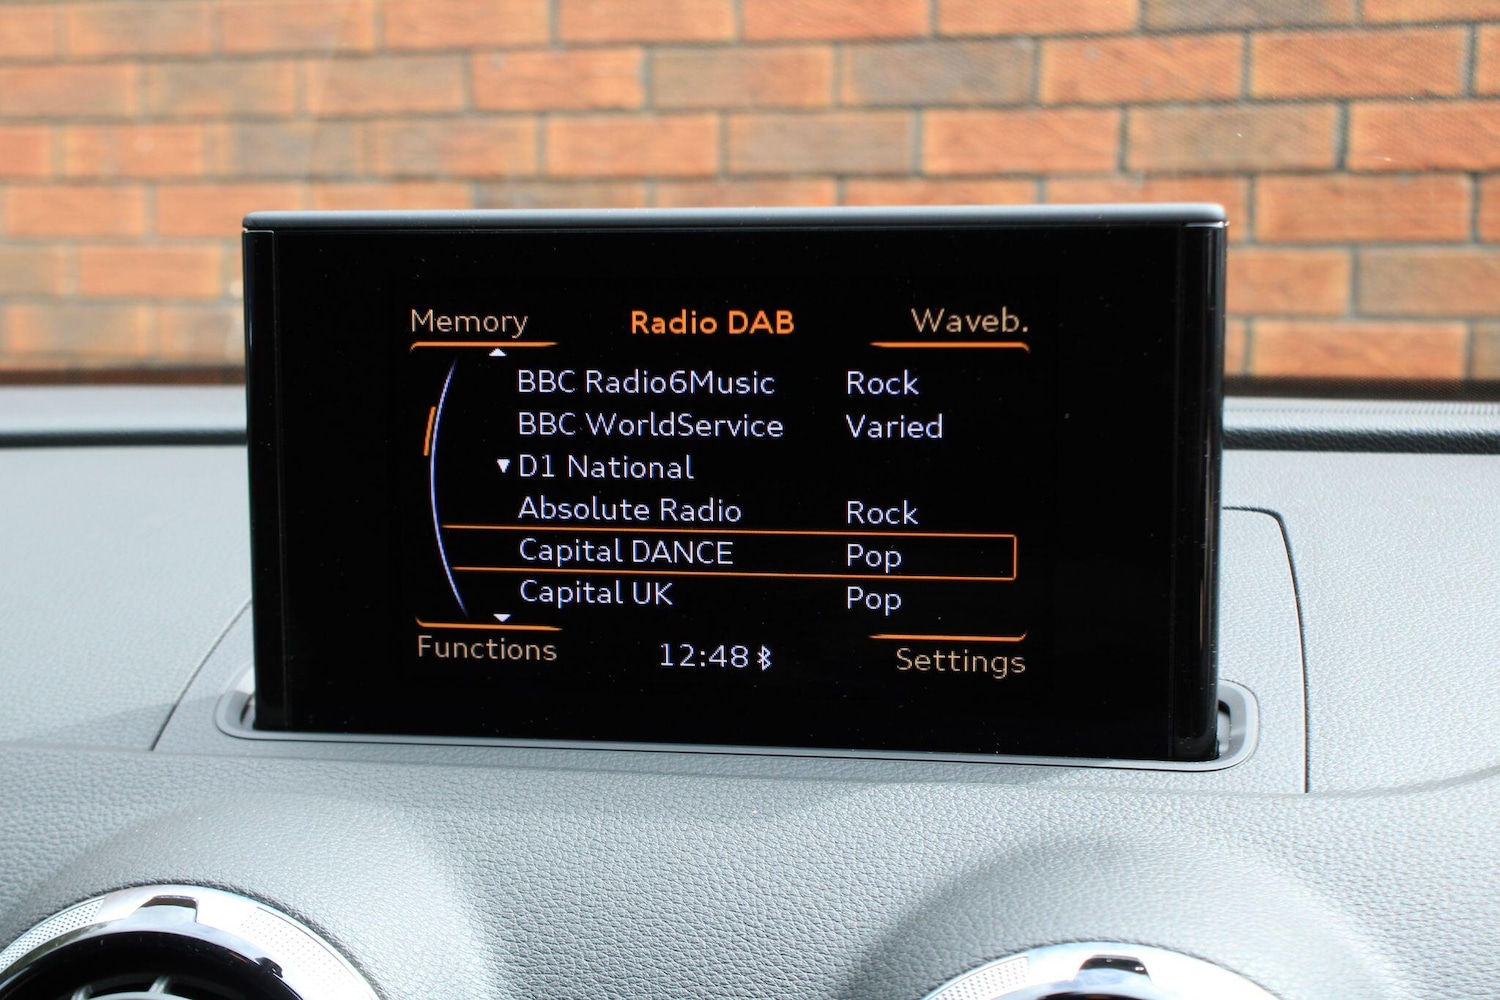 Memory Radio DAB Waveb.
BBC Radio6Music Rock
BBC WorldService Varied
▼ D1 National
Absolute Radio Rock
Capital DANCE Pop
Capital UK Pop
Functions 12:48 Settings